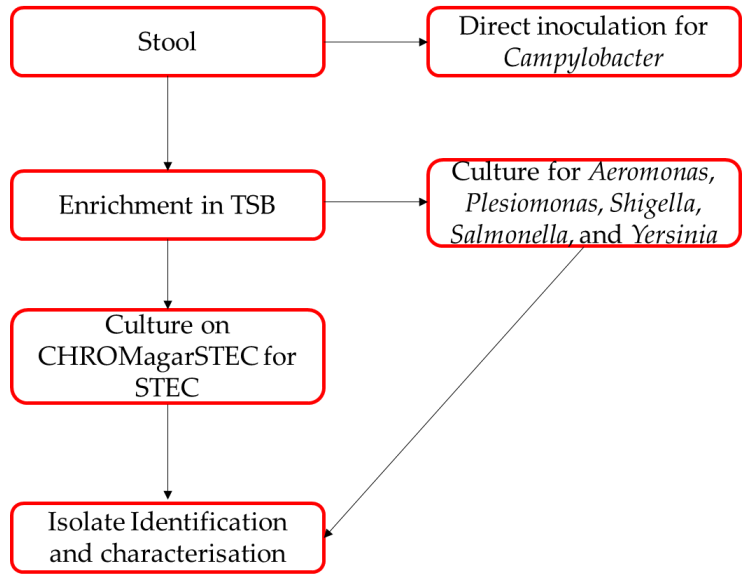 Stool
Direct inoculation for
Campylobacter
Enrichment in TSB
Culture for Aeromonas,
Plesiomonas, Shigella,
Salmonella, and Yersinia
Culture on
CHROMagarSTEC for
STEC
Isolate Identification
and characterisation